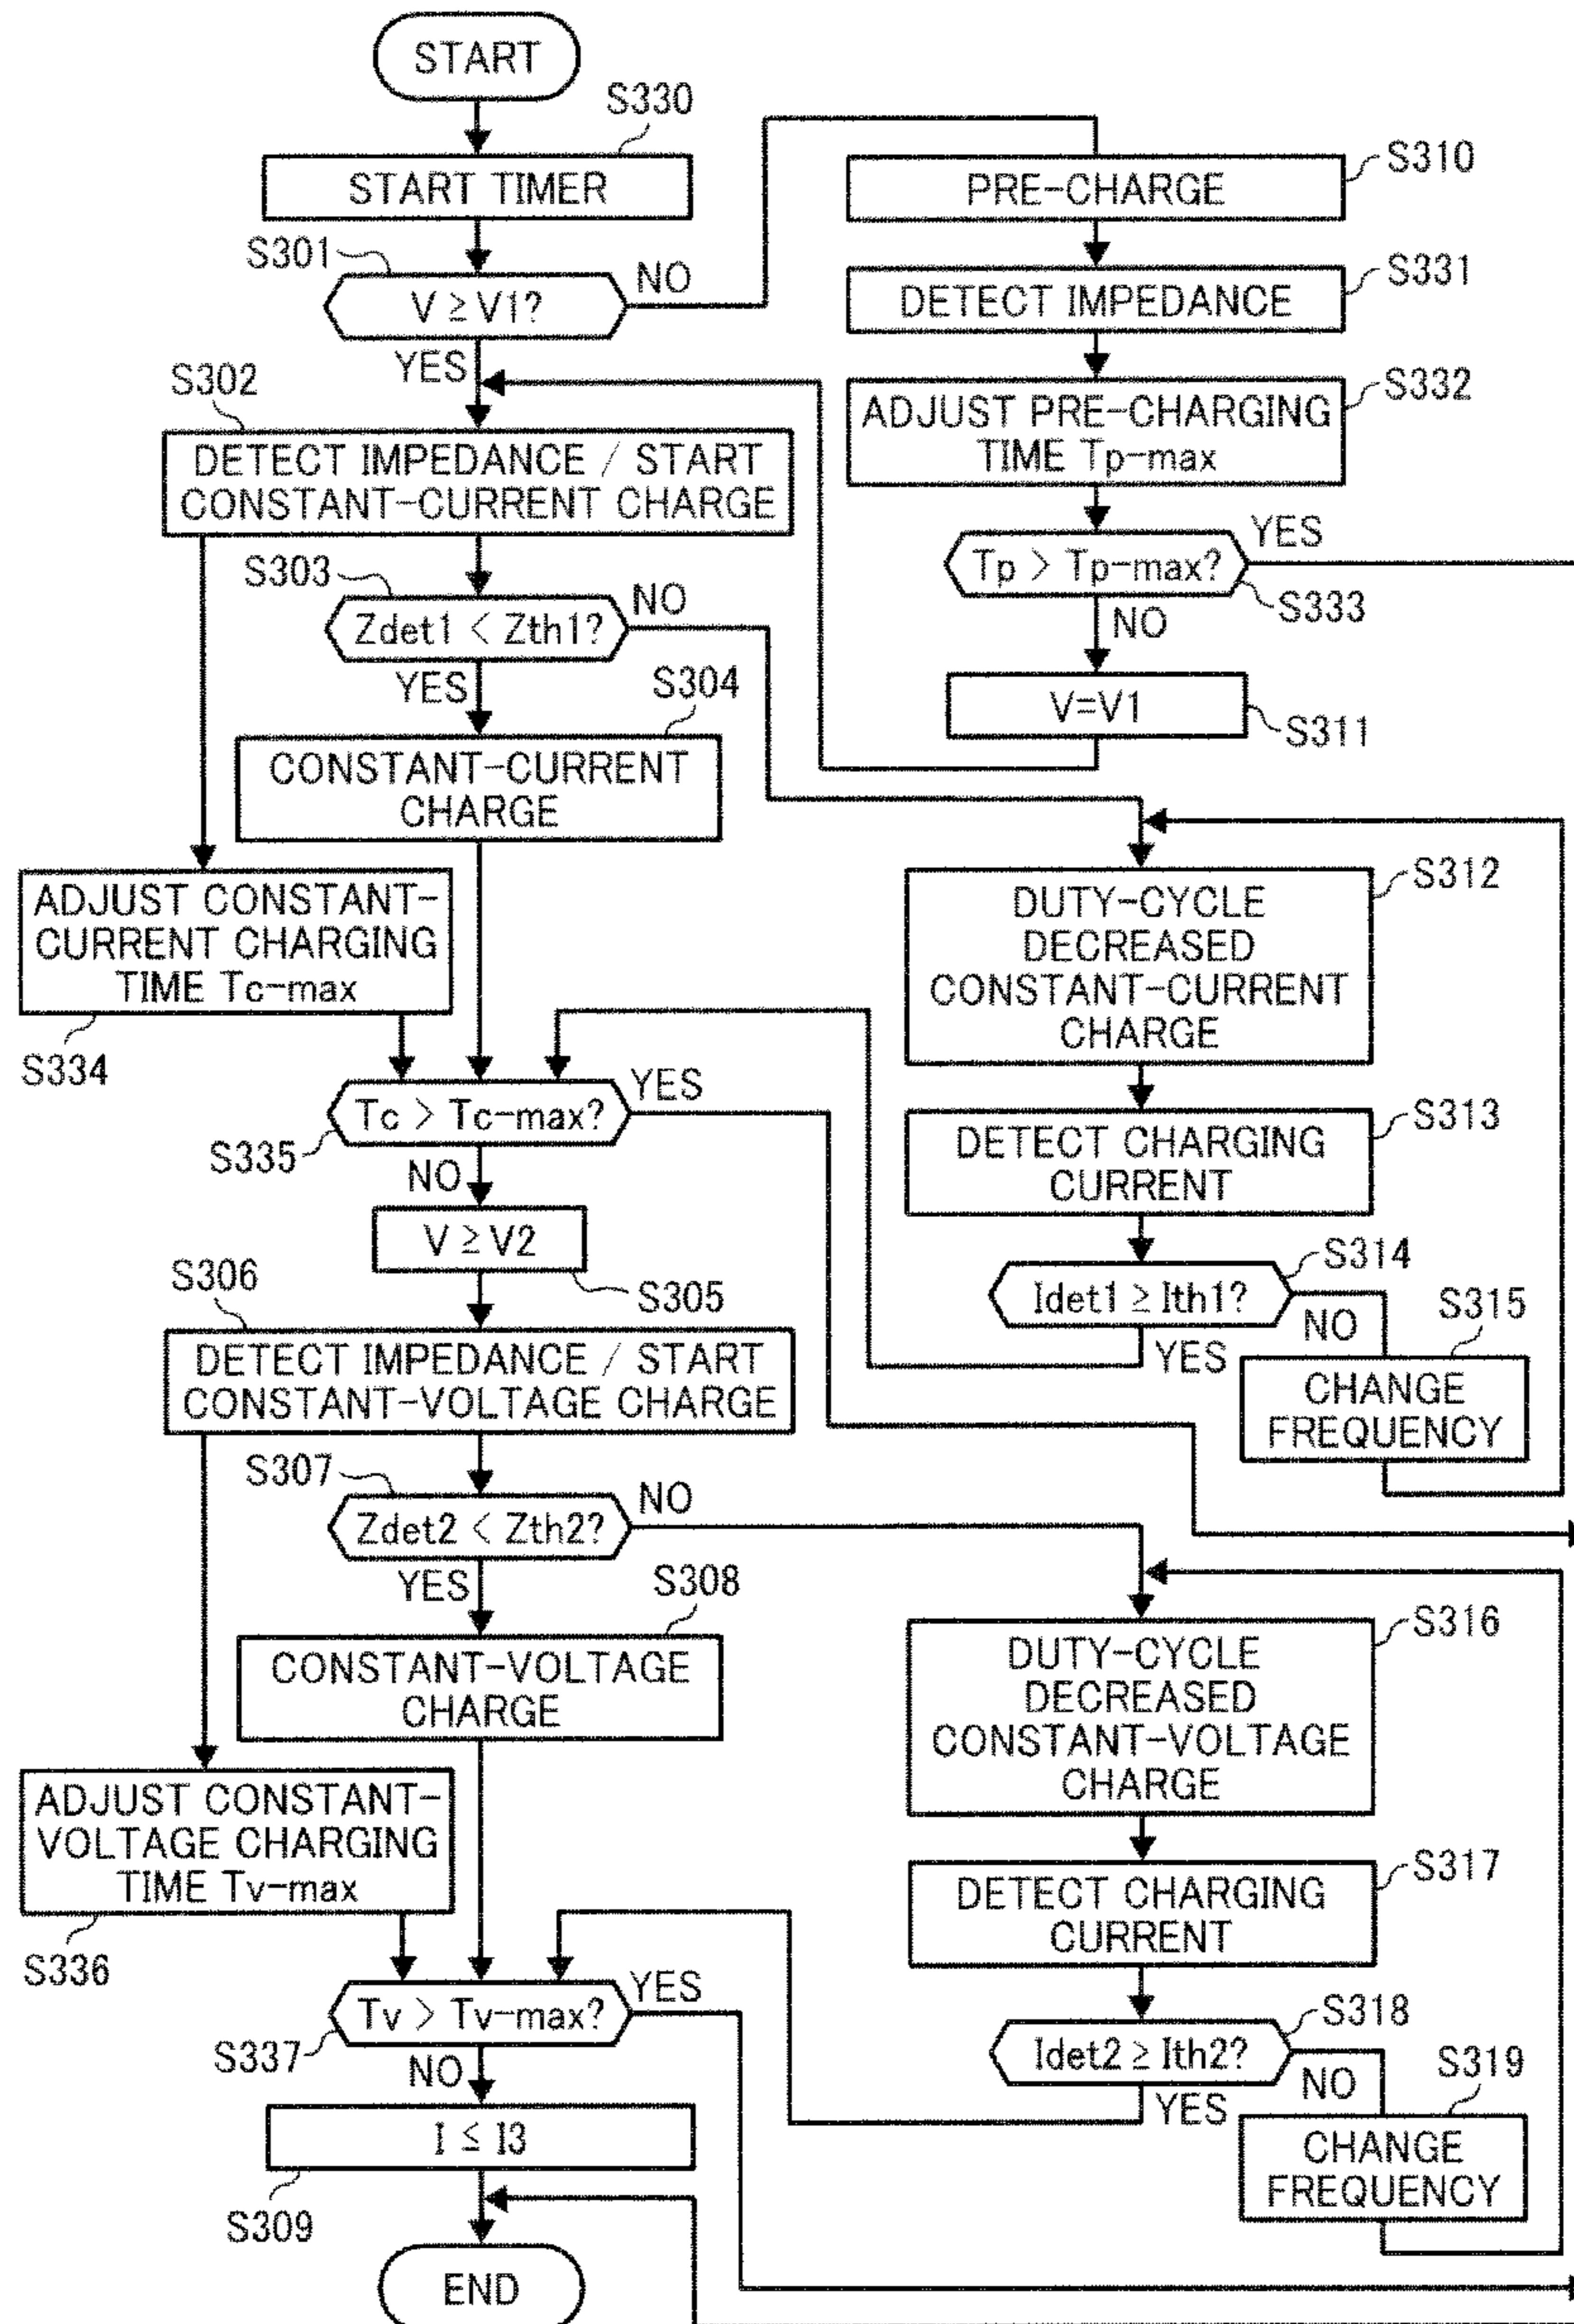 START
S330
START TIMER
S301
V ≥ V1?
NO
YES
S310
PRE-CHARGE
S331
DETECT IMPEDANCE
S332
ADJUST PRE-CHARGING
TIME Tp-max
Tp > Tp-max?
YES
S333
NO
V=V1
S311
S302
DETECT IMPEDANCE / START
CONSTANT-CURRENT CHARGE
S303
Zdet1 < Zth1?
NO
YES
S304
CONSTANT-CURRENT
CHARGE
ADJUST CONSTANT-
CURRENT CHARGING
TIME Tc-max
S334
S312
DUTY-CYCLE
DECREASED
CONSTANT-CURRENT
CHARGE
S313
DETECT CHARGING
CURRENT
S314
Idet1 ≥ Ith1?
NO
YES
S315
CHANGE
FREQUENCY
Tc > Tc-max?
YES
S335
NO
V ≥ V2
S305
S306
DETECT IMPEDANCE / START
CONSTANT-VOLTAGE CHARGE
S307
Zdet2 < Zth2?
NO
YES
S308
CONSTANT-VOLTAGE
CHARGE
ADJUST CONSTANT-
VOLTAGE CHARGING
TIME Tv-max
S336
S316
DUTY-CYCLE
DECREASED
CONSTANT-VOLTAGE
CHARGE
S317
DETECT CHARGING
CURRENT
S318
Idet2 ≥ Ith2?
NO
YES
S319
CHANGE
FREQUENCY
Tv > Tv-max?
YES
S337
NO
I ≤ I3
S309
END